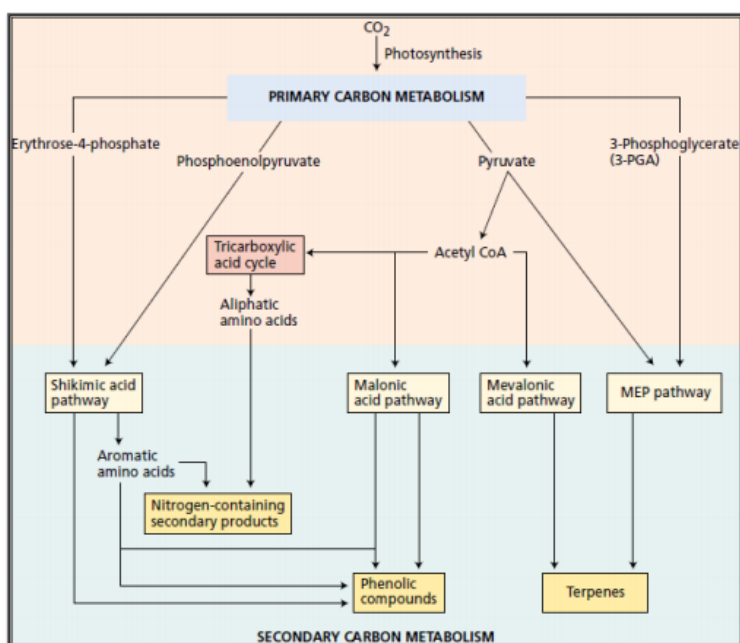 CO₂
Photosynthesis
PRIMARY CARBON METABOLISM
Erythrose-4-phosphate
Phosphoenolpyruvate
Pyruvate
3-Phosphoglycerate
(3-PGA)
Tricarboxylic
acid cycle
Acetyl CoA
Aliphatic
amino acids
Shikimic acid
pathway
Malonic
acid pathway
Mevalonic
acid pathway
MEP pathway
Aromatic
amino acids
Nitrogen-containing
secondary products
Phenolic
compounds
Terpenes
SECONDARY CARBON METABOLISM